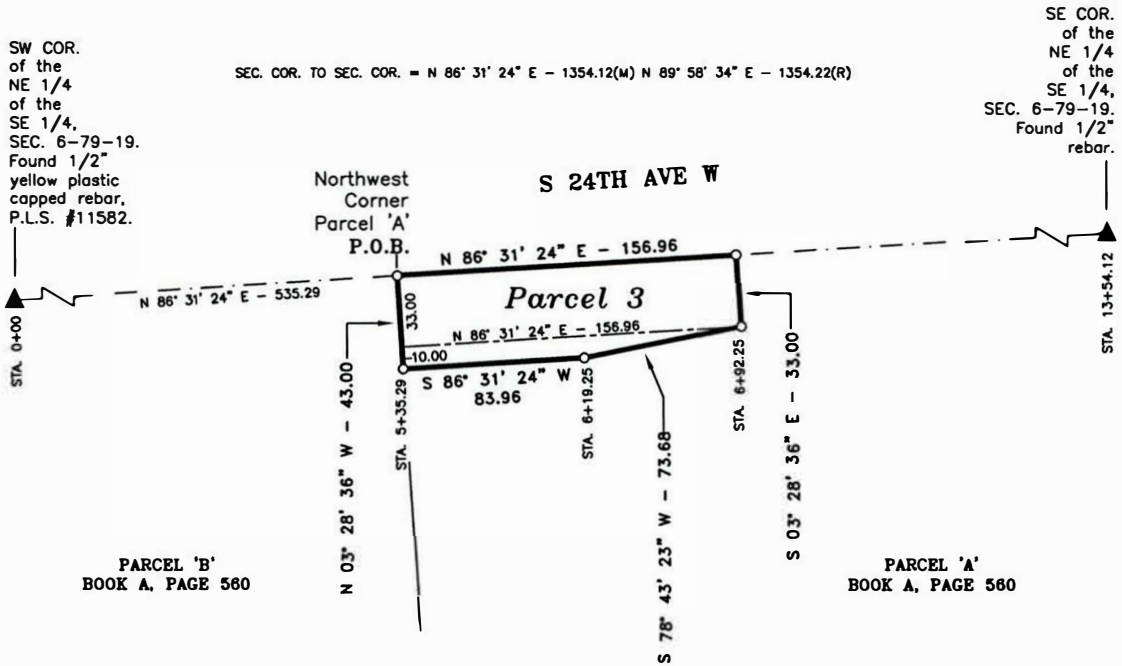 SW COR.
of the
NE 1/4
of the
SE 1/4,
SEC. 6-79-19.
Found 1/2"
yellow plastic
capped rebar,
P.L.S. #11582.
SEC. COR. TO SEC. COR. = N 86° 31' 24" E - 1354.12(M) N 89° 58' 34" E - 1354.22(R)
SE COR.
of the
NE 1/4
of the
SE 1/4,
SEC. 6-79-19.
Found 1/2"
rebar.
Northwest
Corner
Parcel 'A'
P.O.B.
S 24TH AVE W
N 86° 31' 24" E - 156.96
N 86° 31' 24" E - 535.29
Parcel 3
33.00
N 86° 31' 24" E - 156.96
10.00
S 86° 31' 24" W
83.96
STA. 0+00
N 03° 28' 36" W - 43.00
STA. 5+35.29
STA. 6+19.25
S 78° 43' 23" W - 73.68
STA. 6+92.25
S 03° 28' 36" E - 33.00
STA. 13+54.12
PARCEL 'B'
BOOK A, PAGE 560
PARCEL 'A'
BOOK A, PAGE 560